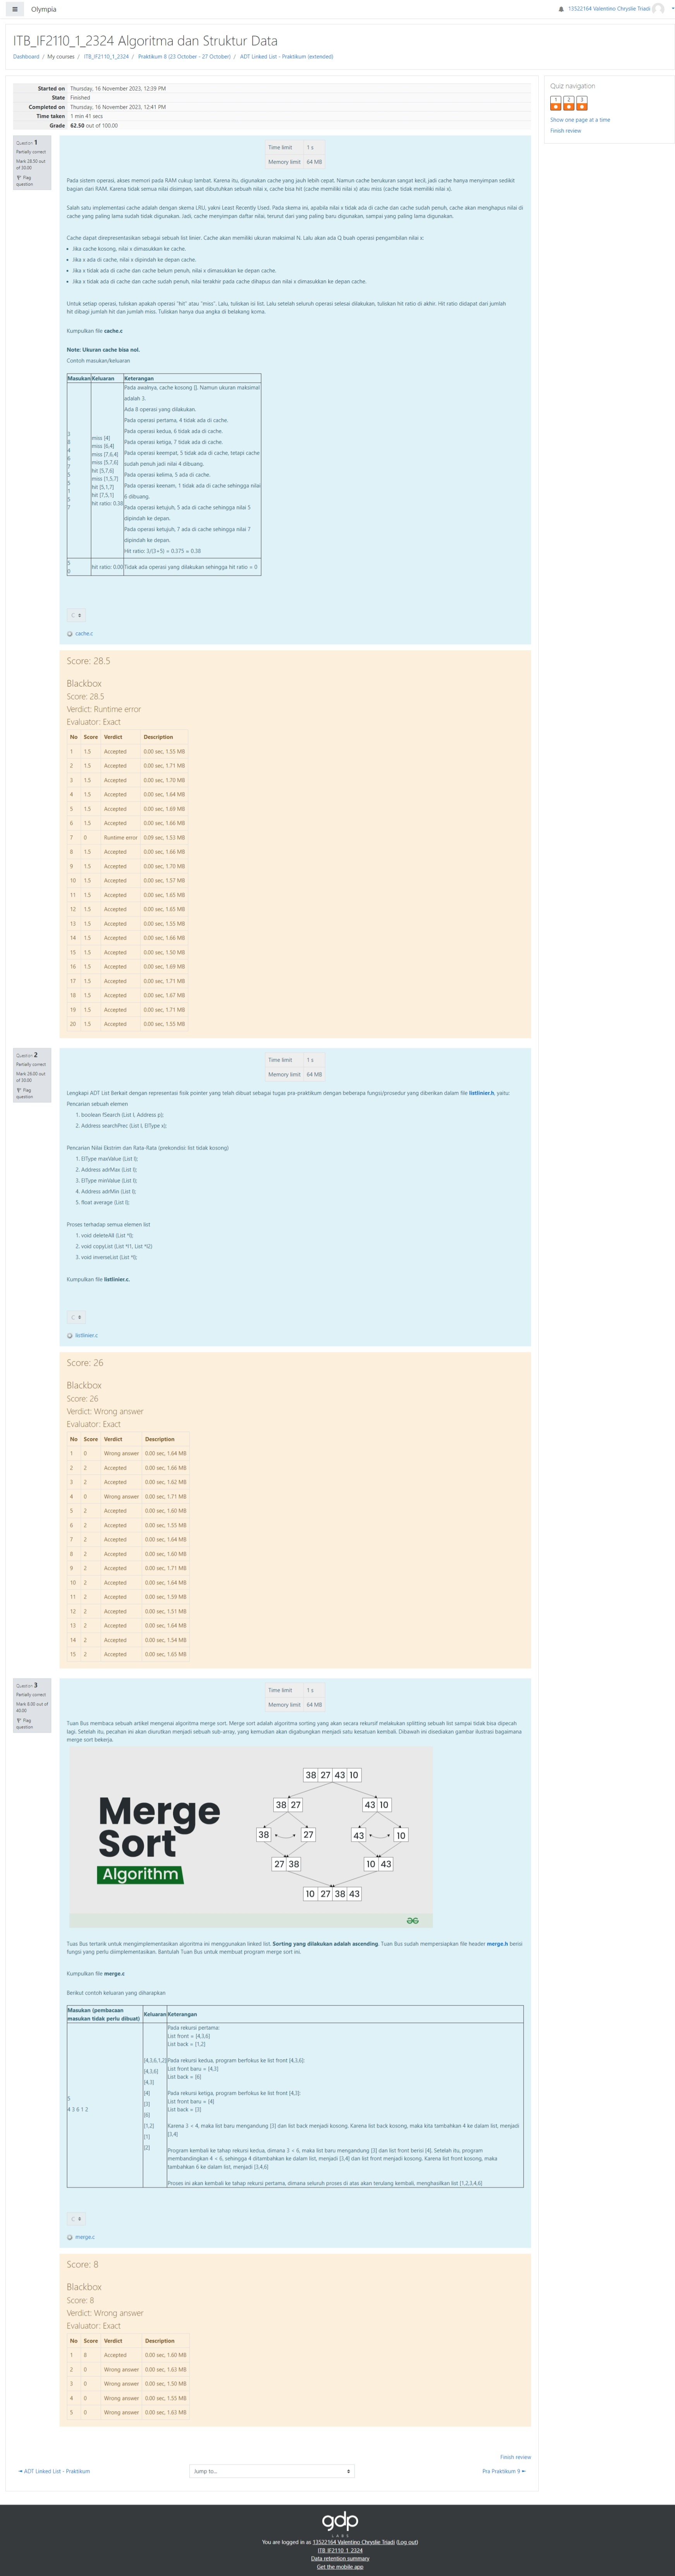 Olympia
13522164 Valentino Chryslie Triadi
ITB_IF2110_1_2324 Algoritma dan Struktur Data
Dashboard / My courses / ITB_IF2110_1_2324 / Praktikum 8 (23 October - 27 October) / ADT Linked List - Praktikum (extended)
Started on Thursday, 16 November 2023, 12:39 PM
State Finished
Completed on Thursday, 16 November 2023, 12:41 PM
Time taken 1 min 41 secs
Grade 62.50 out of 100.00
Quiz navigation
1 2 3
Show one page at a time
Finish review
Question 1
Partially correct
Mark 28.50 out of 30.00
Flag question
Time limit 1 s
Memory limit 64 MB
Pada sistem operasi, akses memori pada RAM cukup lambat. Karena itu, digunakan cache yang jauh lebih cepat. Namun cache berukuran sangat kecil, jadi cache hanya menyimpan sedikit
bagian dari RAM. Karena tidak semua nilai disimpan, saat dibutuhkan sebuah nilai x, cache bisa hit (cache memiliki nilai x) atau miss (cache tidak memiliki nilai x).
Salah satu implementasi cache adalah dengan skema LRU, yakni Least Recently Used. Pada skema ini, apabila nilai x tidak ada di cache dan cache sudah penuh, cache akan menghapus nilai di
cache yang paling lama sudah tidak digunakan. Jadi, cache menyimpan daftar nilai, terurut dari yang paling baru digunakan, sampai yang paling lama digunakan.
Cache dapat direpresentasikan sebagai sebuah list linier. Cache akan memiliki ukuran maksimal N. Lalu akan ada Q buah operasi pengambilan nilai x:
• Jika cache kosong, nilai x dimasukkan ke cache.
• Jika x ada di cache, nilai x dipindah ke depan cache.
• Jika x tidak ada di cache dan cache belum penuh, nilai x dimasukkan ke depan cache.
• Jika x tidak ada di cache dan cache sudah penuh, nilai terakhir pada cache dihapus dan nilai x dimasukkan ke depan cache.
Untuk setiap operasi, tuliskan apakah operasi "hit" atau "miss". Lalu, tuliskan isi list. Lalu setelah seluruh operasi selesai dilakukan, tuliskan hit ratio di akhir. Hit ratio didapat dari jumlah
hit dibagi jumlah hit dan jumlah miss. Tuliskan hanya dua angka di belakang koma.
Kumpulkan file cache.c
Note: Ukuran cache bisa nol.
Contoh masukan/keluaran
Masukan Keluaran Keterangan
3
8
4
6
7
5
5
1
5
7
miss [4]
miss [6,4]
miss [7,6,4]
miss [5,7,6]
hit [5,7,6]
miss [1,5,7]
hit [5,1,7]
hit [7,5,1]
hit ratio: 0.38
Pada awalnya, cache kosong []. Namun ukuran maksimal
adalah 3.
Ada 8 operasi yang dilakukan.
Pada operasi pertama, 4 tidak ada di cache.
Pada operasi kedua, 6 tidak ada di cache.
Pada operasi ketiga, 7 tidak ada di cache.
Pada operasi keempat, 5 tidak ada di cache, tetapi cache
sudah penuh jadi nilai 4 dibuang.
Pada operasi kelima, 5 ada di cache.
Pada operasi keenam, 1 tidak ada di cache sehingga nilai
6 dibuang.
Pada operasi ketujuh, 5 ada di cache sehingga nilai 5
dipindah ke depan.
Pada operasi ketujuh, 7 ada di cache sehingga nilai 7
dipindah ke depan.
Hit ratio: 3/(3+5) = 0.375 ≈ 0.38
5
0
hit ratio: 0.00 Tidak ada operasi yang dilakukan sehingga hit ratio = 0
C
cache.c
Score: 28.5
Blackbox
Score: 28.5
Verdict: Runtime error
Evaluator: Exact
No Score Verdict Description
1 1.5 Accepted 0.00 sec, 1.55 MB
2 1.5 Accepted 0.00 sec, 1.71 MB
3 1.5 Accepted 0.00 sec, 1.70 MB
4 1.5 Accepted 0.00 sec, 1.64 MB
5 1.5 Accepted 0.00 sec, 1.69 MB
6 1.5 Accepted 0.00 sec, 1.66 MB
7 0 Runtime error 0.09 sec, 1.53 MB
8 1.5 Accepted 0.00 sec, 1.66 MB
9 1.5 Accepted 0.00 sec, 1.70 MB
10 1.5 Accepted 0.00 sec, 1.57 MB
11 1.5 Accepted 0.00 sec, 1.65 MB
12 1.5 Accepted 0.00 sec, 1.65 MB
13 1.5 Accepted 0.00 sec, 1.55 MB
14 1.5 Accepted 0.00 sec, 1.66 MB
15 1.5 Accepted 0.00 sec, 1.50 MB
16 1.5 Accepted 0.00 sec, 1.69 MB
17 1.5 Accepted 0.00 sec, 1.71 MB
18 1.5 Accepted 0.00 sec, 1.67 MB
19 1.5 Accepted 0.00 sec, 1.71 MB
20 1.5 Accepted 0.00 sec, 1.55 MB
Question 2
Partially correct
Mark 26.00 out of 30.00
Flag question
Time limit 1 s
Memory limit 64 MB
Lengkapi ADT List Berkait dengan representasi fisik pointer yang telah dibuat sebagai tugas pra-praktikum dengan beberapa fungsi/prosedur yang diberikan dalam file listlinier.h, yaitu:
Pencarian sebuah elemen
1. boolean fSearch (List l, Address p);
2. Address searchPrec (List l, ElType x);
Pencarian Nilai Ekstrim dan Rata-Rata (prekondisi: list tidak kosong)
1. ElType maxValue (List l);
2. Address adrMax (List l);
3. ElType minValue (List l);
4. Address adrMin (List l);
5. float average (List l);
Proses terhadap semua elemen list
1. void deleteAll (List *l);
2. void copyList (List *l1, List *l2)
3. void inverseList (List *l);
Kumpulkan file listlinier.c.
C
listlinier.c
Score: 26
Blackbox
Score: 26
Verdict: Wrong answer
Evaluator: Exact
No Score Verdict Description
1 0 Wrong answer 0.00 sec, 1.64 MB
2 2 Accepted 0.00 sec, 1.66 MB
3 2 Accepted 0.00 sec, 1.62 MB
4 0 Wrong answer 0.00 sec, 1.71 MB
5 2 Accepted 0.00 sec, 1.60 MB
6 2 Accepted 0.00 sec, 1.55 MB
7 2 Accepted 0.00 sec, 1.64 MB
8 2 Accepted 0.00 sec, 1.60 MB
9 2 Accepted 0.00 sec, 1.71 MB
10 2 Accepted 0.00 sec, 1.64 MB
11 2 Accepted 0.00 sec, 1.59 MB
12 2 Accepted 0.00 sec, 1.51 MB
13 2 Accepted 0.00 sec, 1.64 MB
14 2 Accepted 0.00 sec, 1.54 MB
15 2 Accepted 0.00 sec, 1.65 MB
Question 3
Partially correct
Mark 8.00 out of 40.00
Flag question
Time limit 1 s
Memory limit 64 MB
Tuan Bus membaca sebuah artikel mengenai algoritma merge sort. Merge sort adalah algoritma sorting yang akan secara rekursif melakukan splitting sebuah list sampai tidak bisa dipecah
lagi. Setelah itu, pecahan ini akan diurutkan menjadi sebuah sub-array, yang kemudian akan digabungkan menjadi satu kesatuan kembali. Dibawah ini disediakan gambar ilustrasi bagaimana
merge sort bekerja.
Merge
Sort
Algorithm
38 27 43 10
38 27 43 10
38 27 43 10
27 38 10 43
10 27 38 43
Tuas Bus tertarik untuk mengimplementasikan algoritma ini menggunakan linked list. Sorting yang dilakukan adalah ascending. Tuan Bus sudah mempersiapkan file header merge.h berisi
fungsi yang perlu diimplementasikan. Bantulah Tuan Bus untuk membuat program merge sort ini.
Kumpulkan file merge.c
Berikut contoh keluaran yang diharapkan
Masukan (pembacaan masukan tidak perlu dibuat) Keluaran Keterangan
5
4 3 6 1 2
[4,3,6,1,2]
[4,3,6]
[4,3]
[4]
[3]
[6]
[1,2]
[1]
[2]
Pada rekursi pertama:
List front = [4,3,6]
List back = [1,2]
Pada rekursi kedua, program berfokus ke list front [4,3,6]:
List front baru = [4,3]
List back = [6]
Pada rekursi ketiga, program berfokus ke list front [4,3]:
List front baru = [4]
List back = [3]
Karena 3 < 4, maka list baru mengandung [3] dan list back menjadi kosong. Karena list back kosong, maka kita tambahkan 4 ke dalam list, menjadi
[3,4]
Program kembali ke tahap rekursi kedua, dimana 3 < 6, maka list baru mengandung [3] dan list front berisi [4]. Setelah itu, program
membandingkan 4 < 6, sehingga 4 ditambahkan ke dalam list, menjadi [3,4] dan list front menjadi kosong. Karena list front kosong, maka
tambahkan 6 ke dalam list, menjadi [3,4,6]
Proses ini akan kembali ke tahap rekursi pertama, dimana seluruh proses di atas akan terulang kembali, menghasilkan list [1,2,3,4,6]
C
merge.c
Score: 8
Blackbox
Score: 8
Verdict: Wrong answer
Evaluator: Exact
No Score Verdict Description
1 8 Accepted 0.00 sec, 1.60 MB
2 0 Wrong answer 0.00 sec, 1.63 MB
3 0 Wrong answer 0.00 sec, 1.50 MB
4 0 Wrong answer 0.00 sec, 1.55 MB
5 0 Wrong answer 0.00 sec, 1.63 MB
Finish review
ADT Linked List - Praktikum
Jump to...
Pra Praktikum 9
gdp
LABS
You are logged in as 13522164 Valentino Chryslie Triadi (Log out)
ITB_IF2110_1_2324
Data retention summary
Get the mobile app